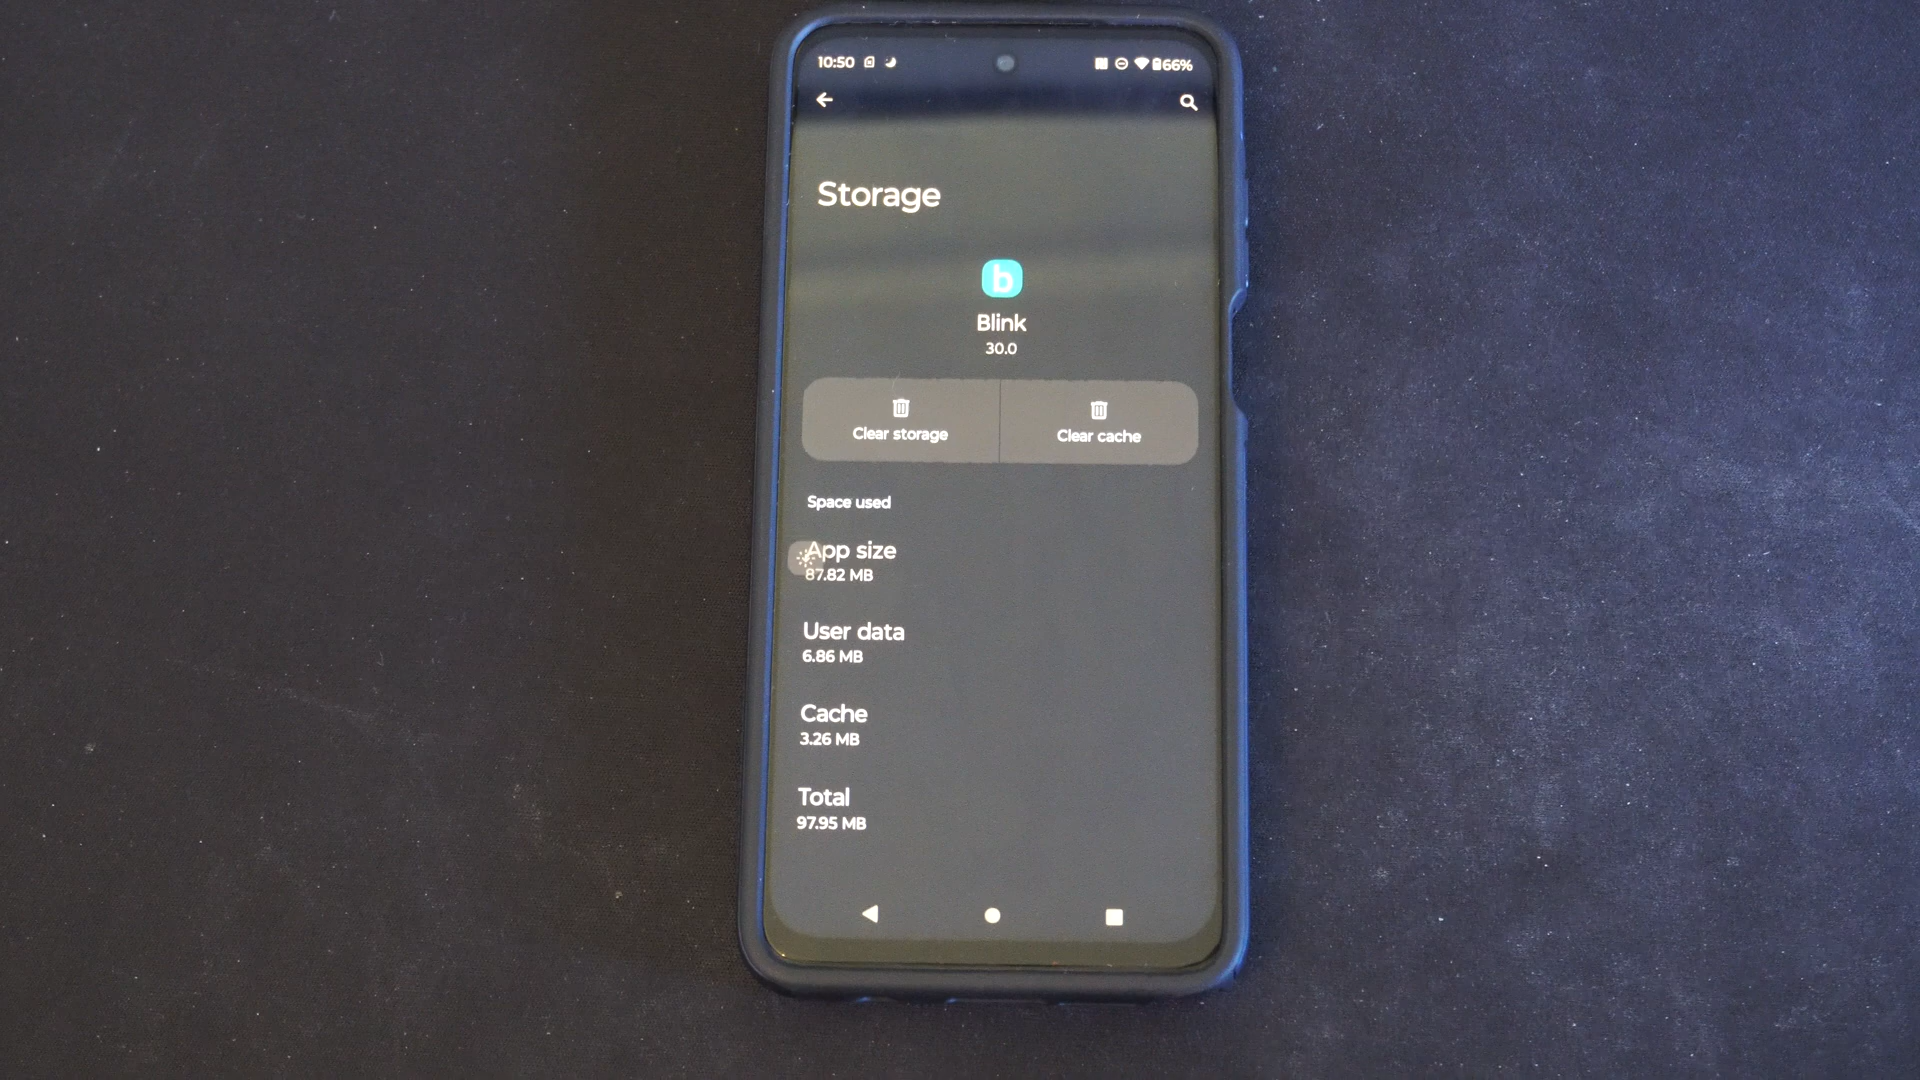 10:50 66%
Storage
b
Blink
30.0
Clear storage Clear cache
Space used
App size
87.82 MB
User data
6.86 MB
Cache
3.26 MB
Total
97.95 MB